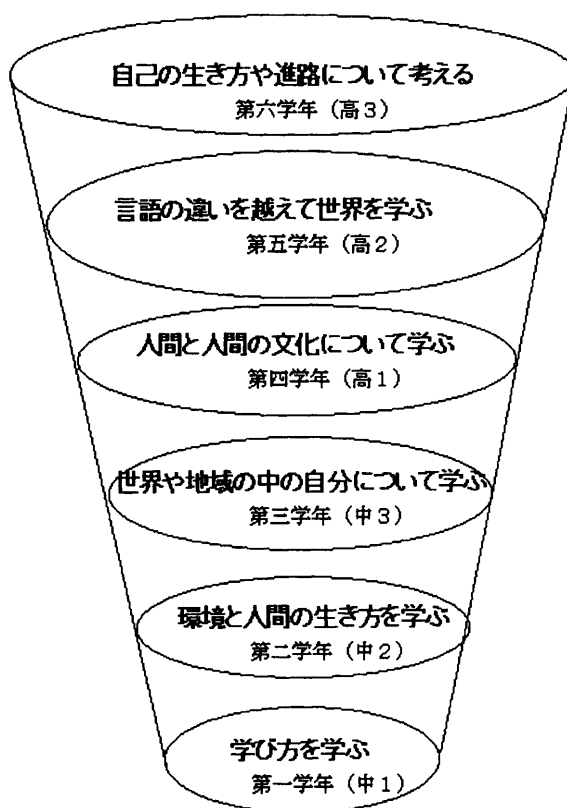 自己の生き方や進路について考える
第六学年（高３）
言語の違いを越えて世界を学ぶ
第五学年（高２）
人間と人間の文化について学ぶ
第四学年（高１）
世界や地域の中の自分について学ぶ
第三学年（中３）
環境と人間の生き方を学ぶ
第二学年（中２）
学び方を学ぶ
第一学年（中１）